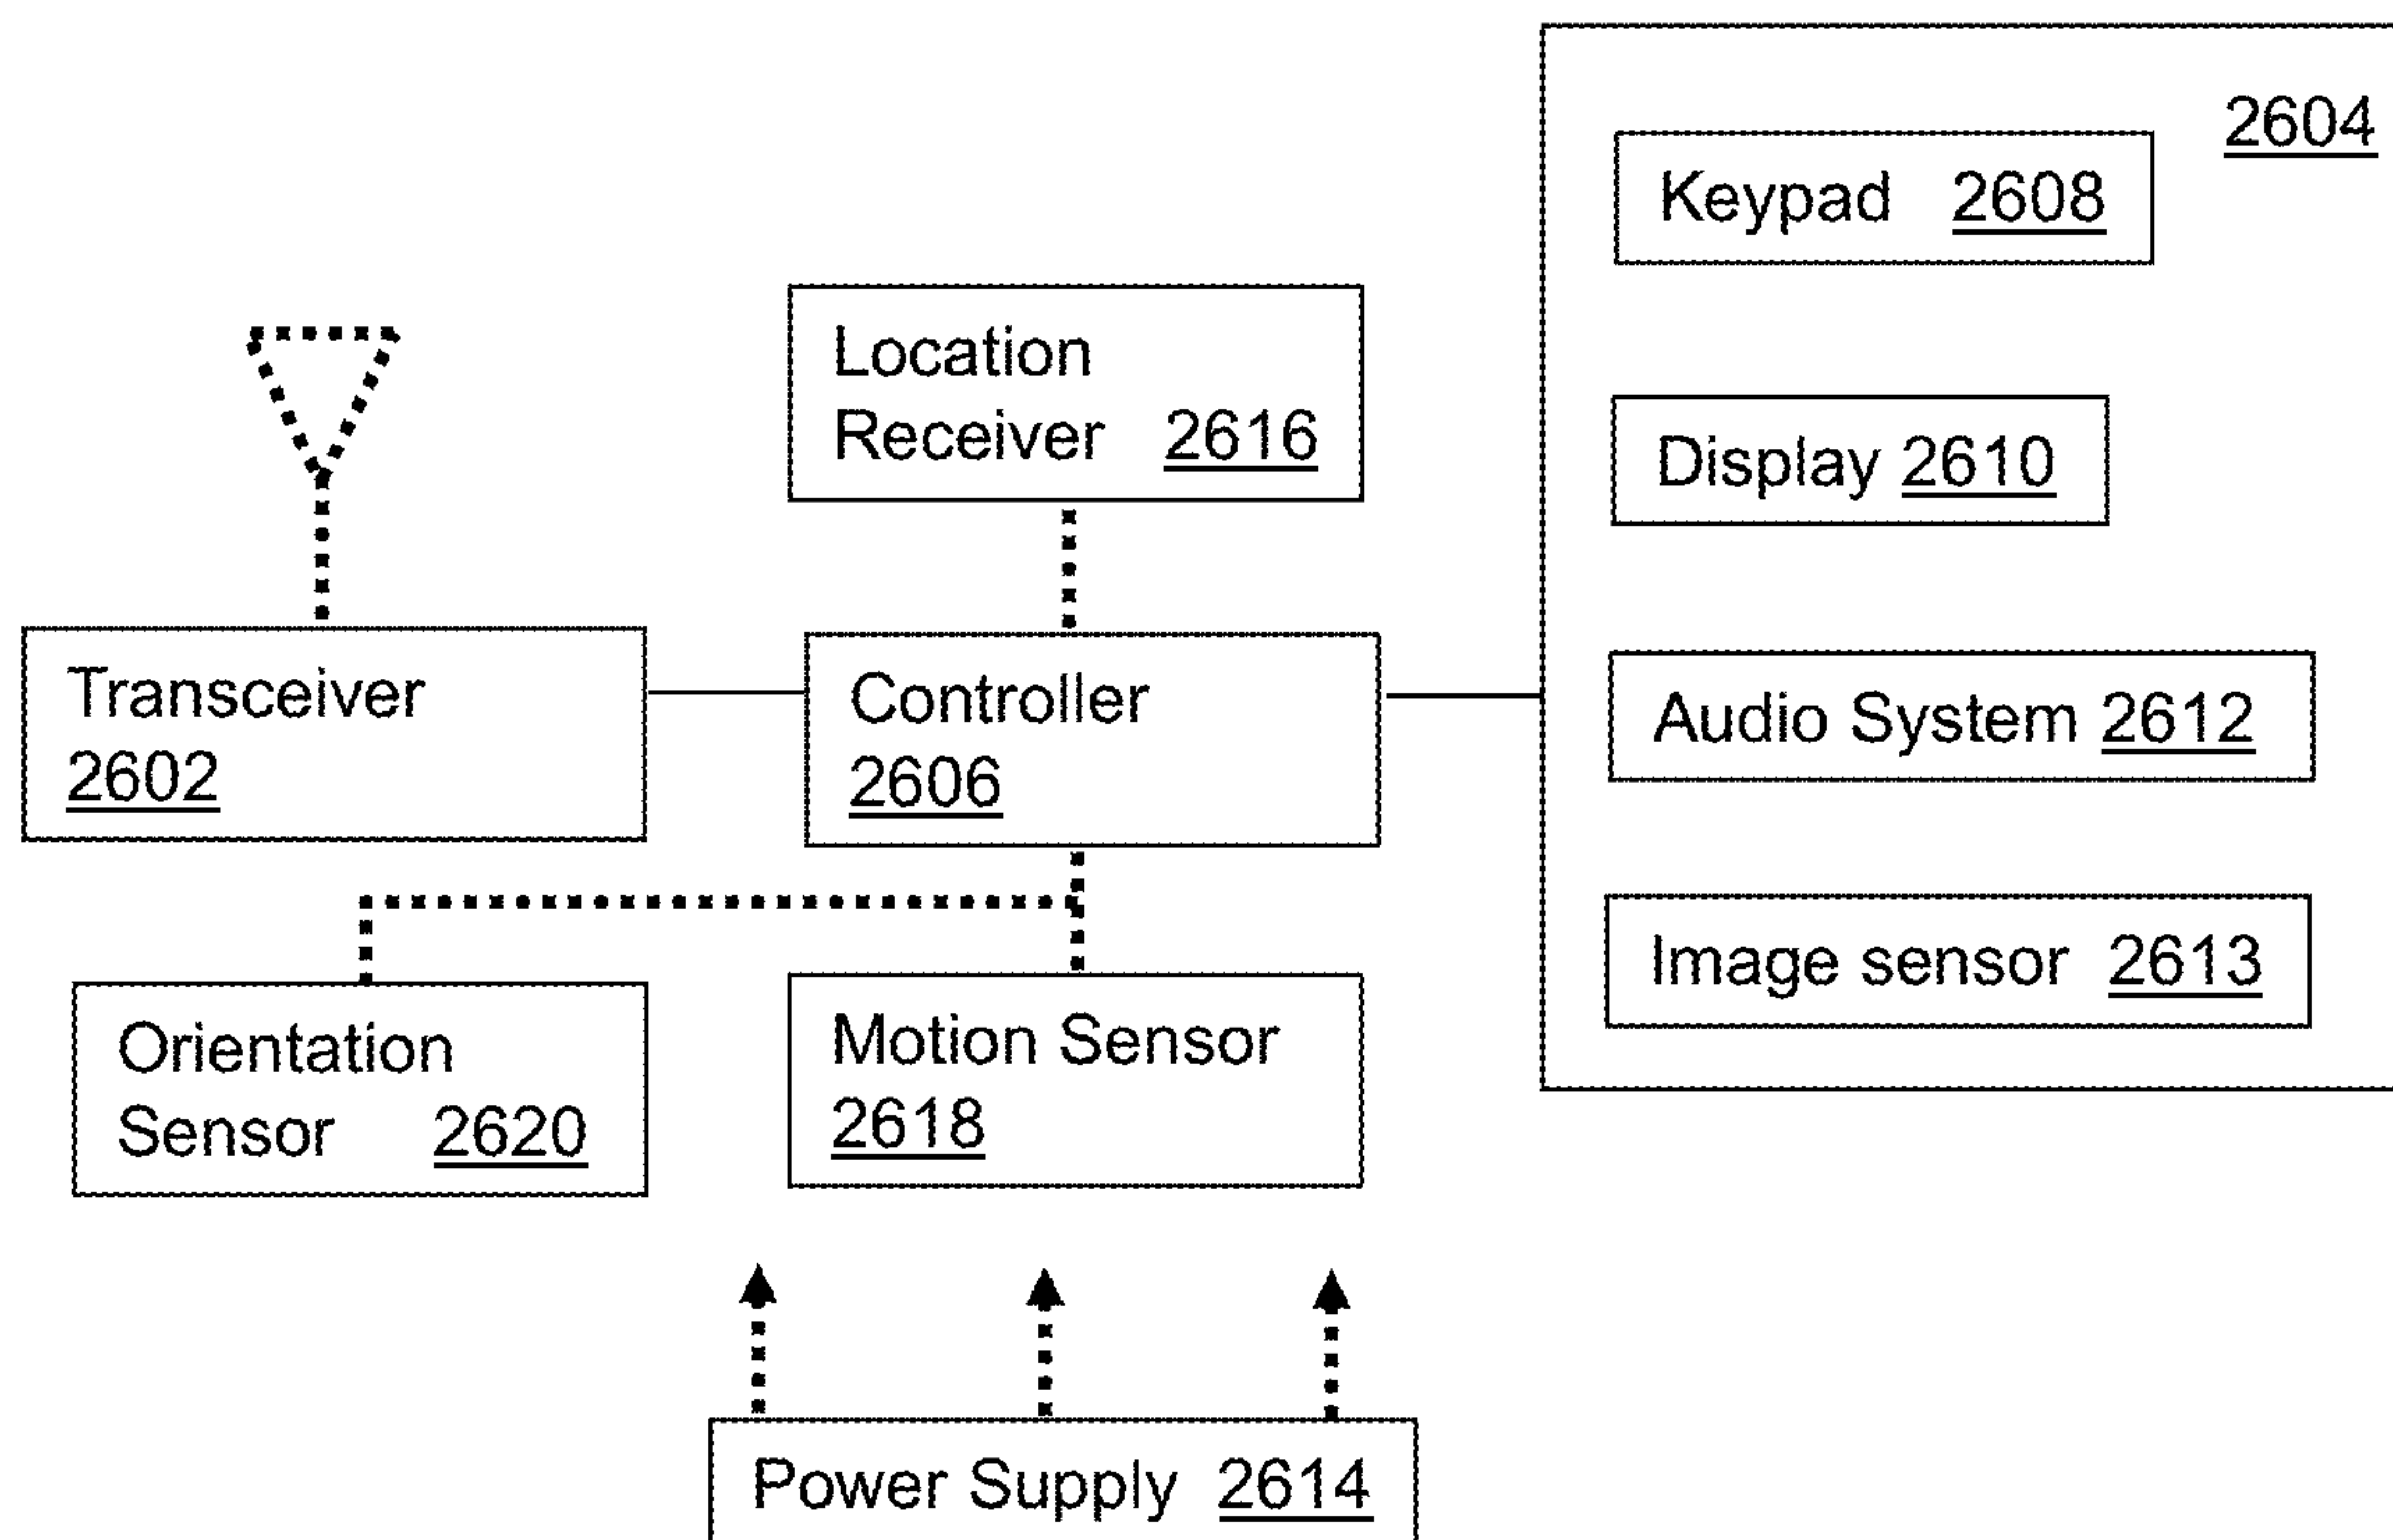 2604
Keypad 2608
Location
Receiver 2616
Display 2610
Transceiver
2602
Controller
2606
Audio System 2612
Image sensor 2613
Orientation
Sensor 2620
Motion Sensor
2618
Power Supply 2614